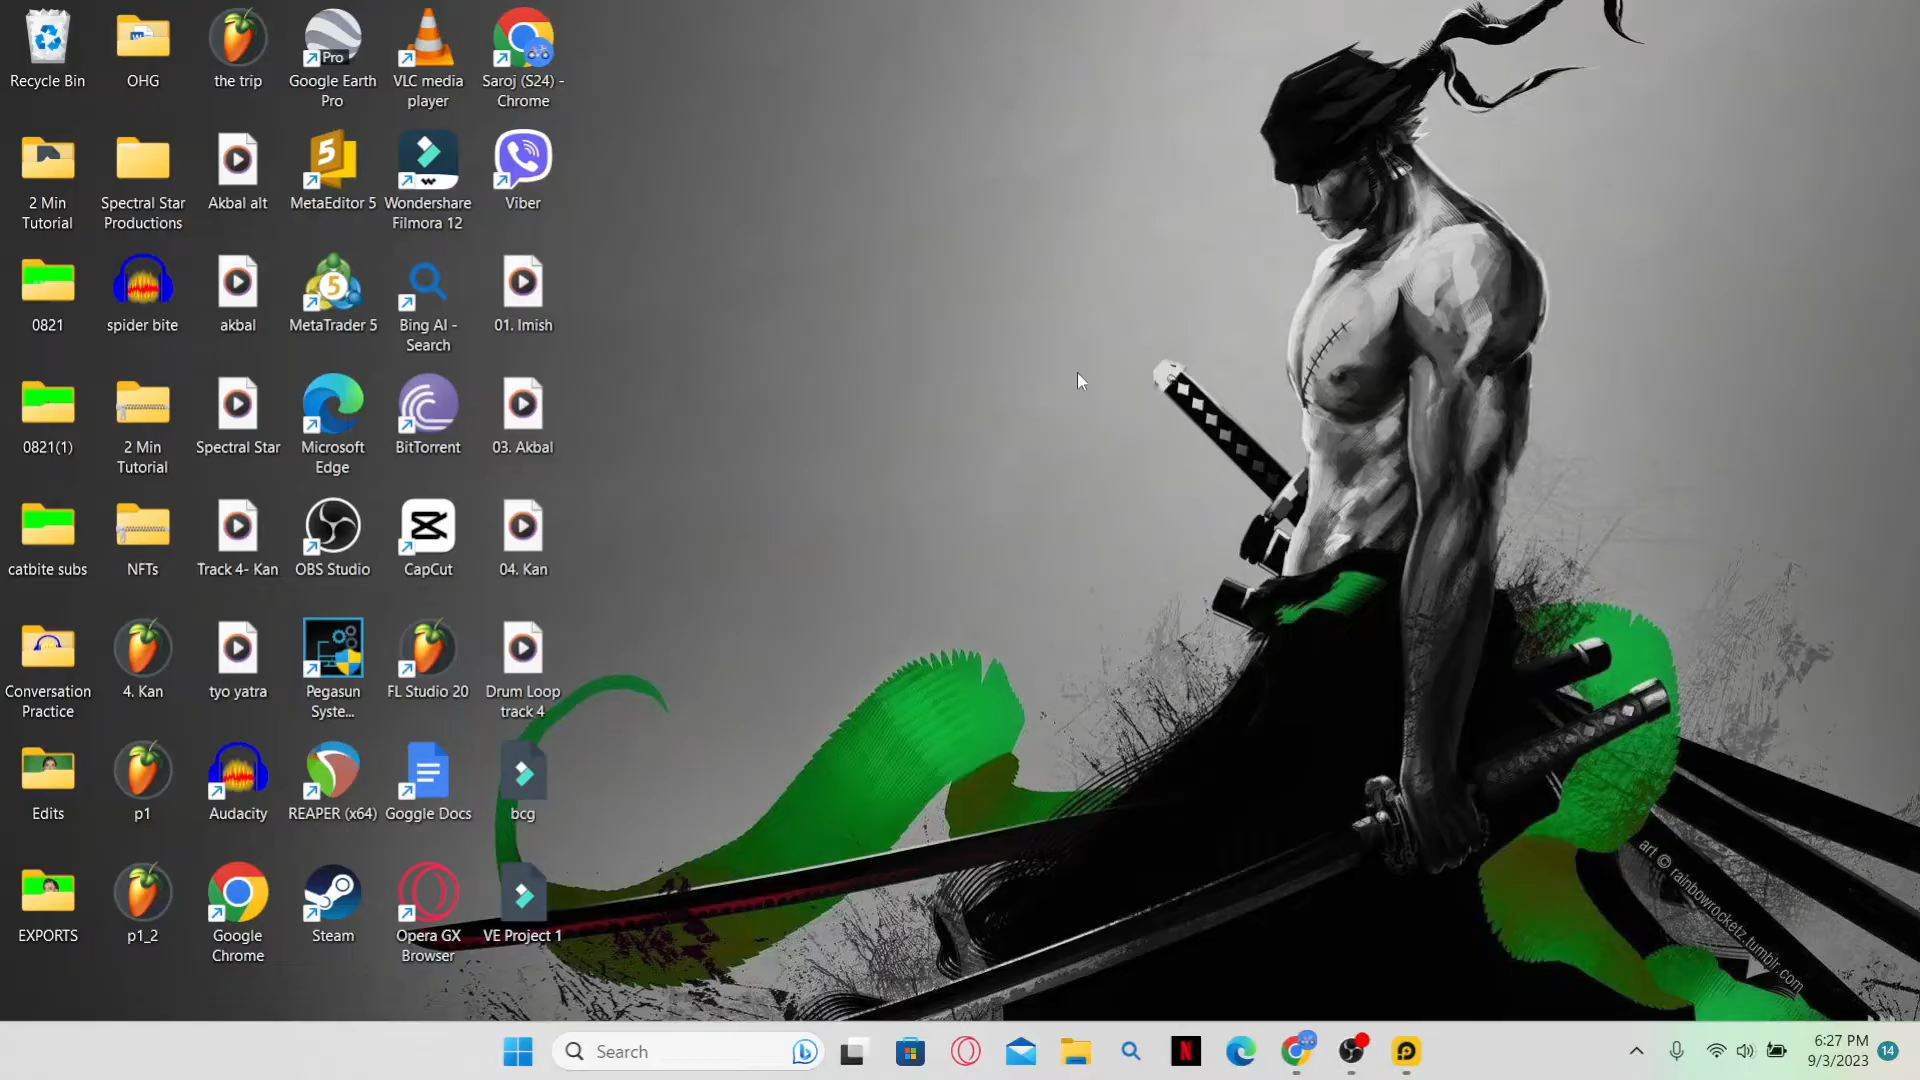 Recycle Bin
OHG
the trip
Pro
Google Earth
Pro
VLC media
player
Saroj (S24) -
Chrome
2 Min
Tutorial
Spectral Star
Productions
Akbal alt
5
MetaEditor 5
Wondershare
Filmora 12
Viber
0821
spider bite
akbal
5
MetaTrader 5
Bing AI -
Search
01. Imish
0821(1)
2 Min
Tutorial
Spectral Star
Microsoft
Edge
BitTorrent
03. Akbal
catbite subs
NFTs
Track 4- Kan
OBS Studio
CapCut
04. Kan
Conversation
Practice
4. Kan
tyo yatra
Pegasun
Syste...
FL Studio 20
Drum Loop
track 4
Edits
p1
Audacity
REAPER (x64)
Goggle Docs
bcg
EXPORTS
p1_2
Google
Chrome
Steam
Opera GX
Browser
VE Project 1
art © rainbowrocketz.tumblr.com
Search
N
6:27 PM
9/3/2023
14